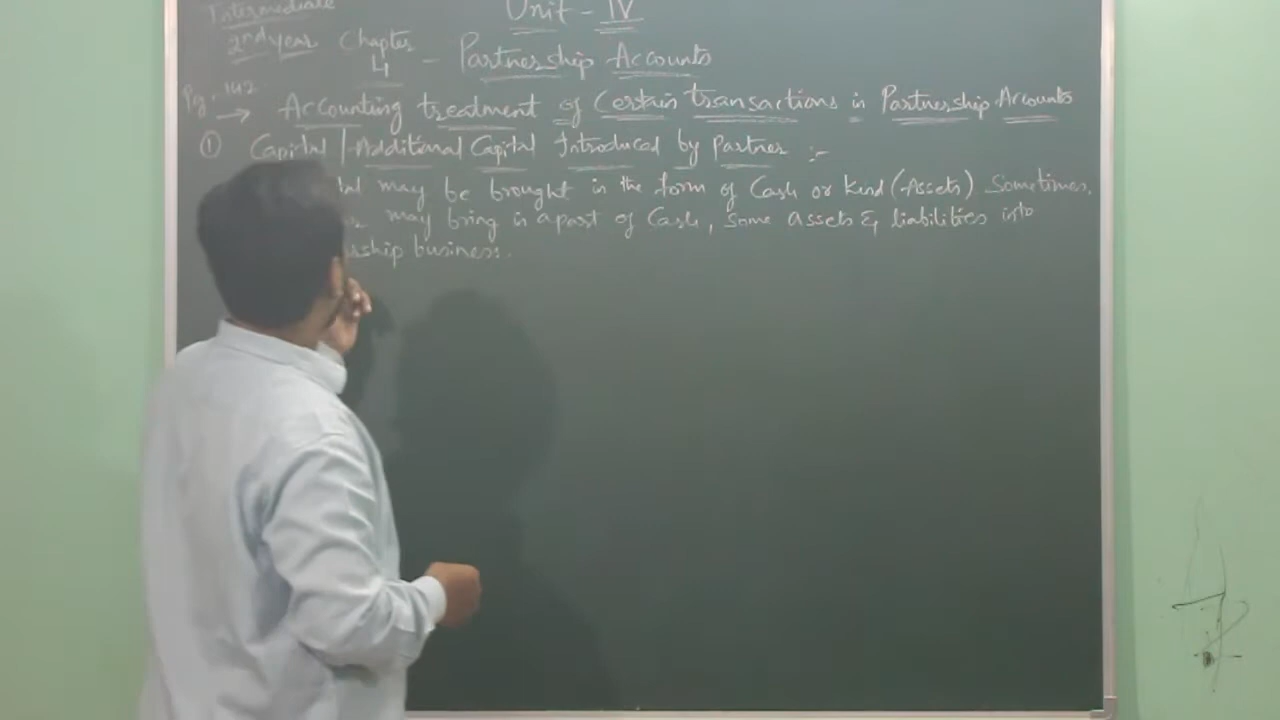 Intermediate
2nd year
Unit - IV
Chapter 4 - Partnership Accounts
Pg. 142
→ Accounting treatment of Certain transactions in Partnership Accounts
① Capital / Additional Capital Introduced by Partner :-
may be brought in the form of Cash or Kind (Assets) Sometimes,
may bring in a part of Cash, Some Assets & liabilities into
business.